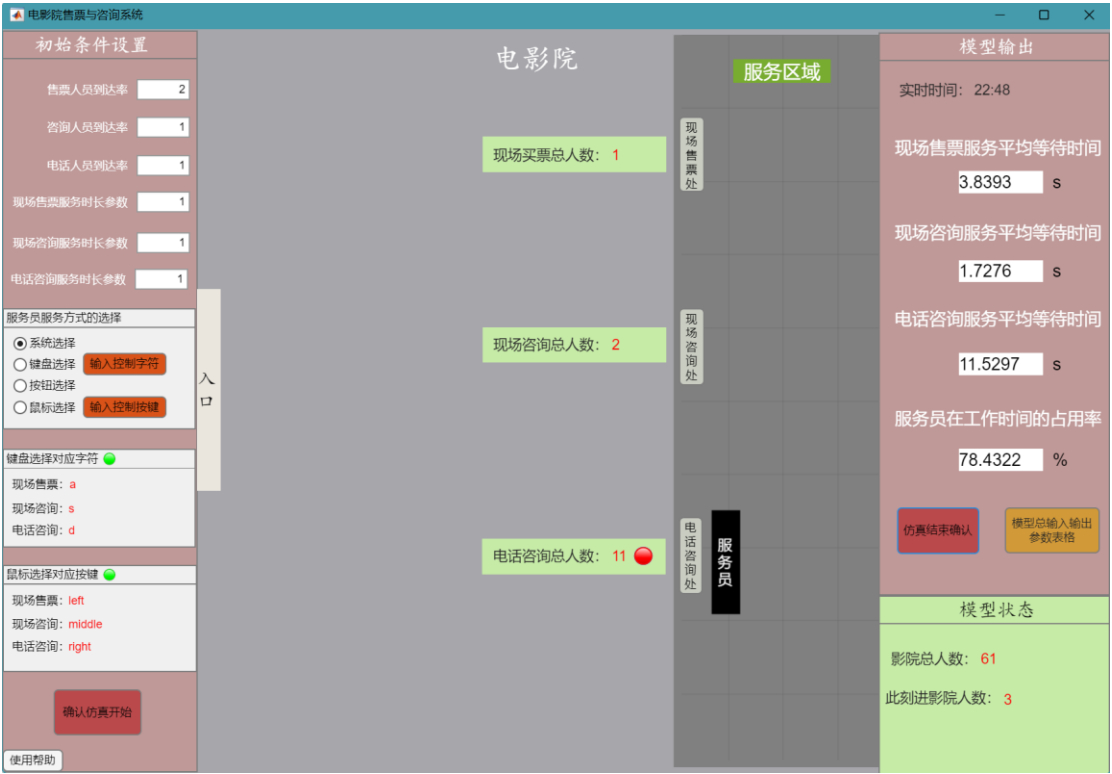 电影院售票与咨询系统
初始条件设置
售票人员到达率 2
咨询人员到达率 1
电话人员到达率 1
现场售票服务时长参数 1
现场咨询服务时长参数 1
电话咨询服务时长参数 1
服务员服务方式的选择
系统选择
键盘选择 输入控制字符
按钮选择
鼠标选择 输入控制按键
键盘选择对应字符
现场售票: a
现场咨询: s
电话咨询: d
鼠标选择对应按键
现场售票: left
现场咨询: middle
电话咨询: right
确认仿真开始
使用帮助
入口
电影院
现场买票总人数: 1
现场咨询总人数: 2
电话咨询总人数: 11
服务区域
现场售票处
现场咨询处
电话咨询处
服务员
模型输出
实时时间: 22:48
现场售票服务平均等待时间
3.8393 s
现场咨询服务平均等待时间
1.7276 s
电话咨询服务平均等待时间
11.5297 s
服务员在工作时间的占用率
78.4322 %
仿真结束确认
模型总输入输出
参数表格
模型状态
影院总人数: 61
此刻进影院人数: 3